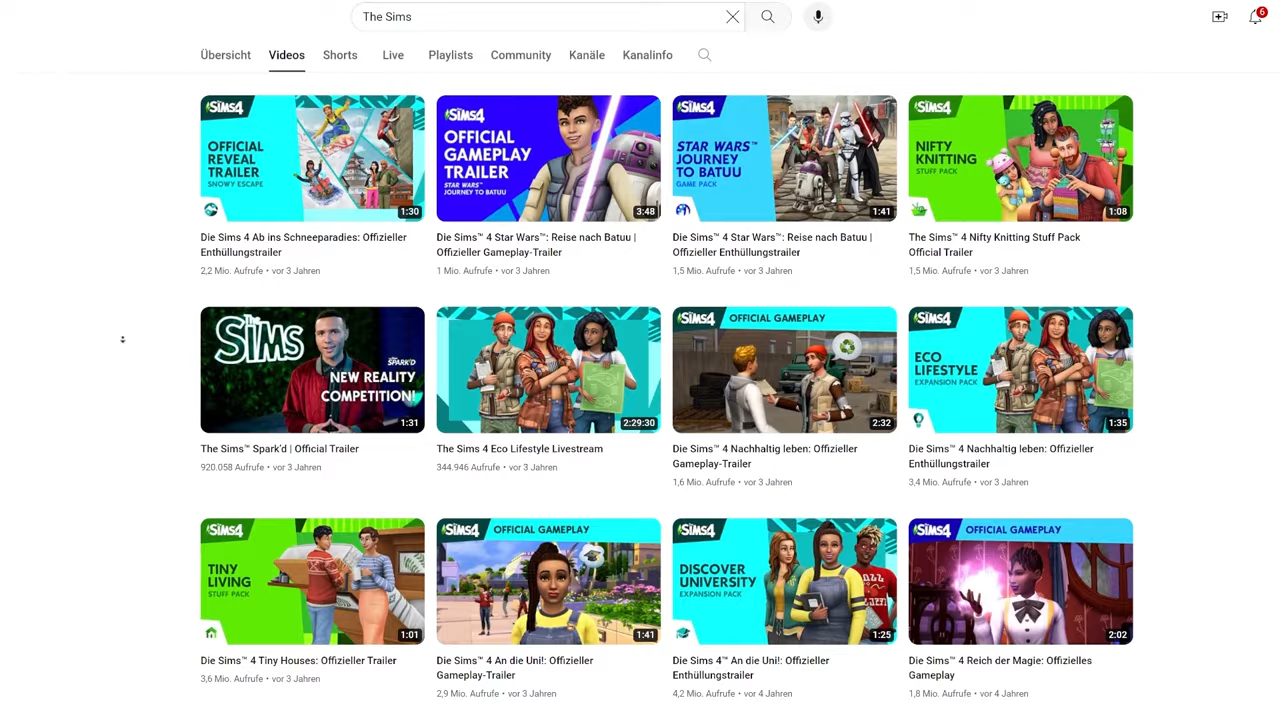 The Sims
6
Übersicht Videos Shorts Live Playlists Community Kanäle Kanalinfo
SIMS4
OFFICIAL
REVEAL
TRAILER
SNOWY ESCAPE
1:30
SIMS4
OFFICIAL
GAMEPLAY
TRAILER
STAR WARS™
JOURNEY TO BATUU
3:48
SIMS4
STAR WARS™
JOURNEY
TO BATUU
GAME PACK
1:41
SIMS4
NIFTY
KNITTING
STUFF PACK
1:08
Die Sims 4 Ab ins Schneeparadies: Offizieller
Enthüllungstrailer
2,2 Mio. Aufrufe • vor 3 Jahren
Die Sims™ 4 Star Wars™: Reise nach Batuu |
Offizieller Gameplay-Trailer
1 Mio. Aufrufe • vor 3 Jahren
Die Sims™ 4 Star Wars™: Reise nach Batuu |
Offizieller Enthüllungstrailer
1,5 Mio. Aufrufe • vor 3 Jahren
The Sims™ 4 Nifty Knitting Stuff Pack
Official Trailer
1,5 Mio. Aufrufe • vor 3 Jahren
The SIMS
SPARK'D
NEW REALITY
COMPETITION!
1:31
2:29:30
SIMS4
OFFICIAL GAMEPLAY
2:32
SIMS4
ECO
LIFESTYLE
EXPANSION PACK
1:35
The Sims™ Spark'd | Official Trailer
920.058 Aufrufe • vor 3 Jahren
The Sims 4 Eco Lifestyle Livestream
344.946 Aufrufe • vor 3 Jahren
Die Sims™ 4 Nachhaltig leben: Offizieller
Gameplay-Trailer
1,6 Mio. Aufrufe • vor 3 Jahren
Die Sims™ 4 Nachhaltig leben: Offizieller
Enthüllungstrailer
3,4 Mio. Aufrufe • vor 3 Jahren
SIMS4
TINY
LIVING
STUFF PACK
1:01
SIMS4
OFFICIAL GAMEPLAY
1:41
SIMS4
DISCOVER
UNIVERSITY
EXPANSION PACK
1:25
SIMS4
OFFICIAL GAMEPLAY
2:02
Die Sims™ 4 Tiny Houses: Offizieller Trailer
3,6 Mio. Aufrufe • vor 3 Jahren
Die Sims™ 4 An die Uni!: Offizieller
Gameplay-Trailer
2,9 Mio. Aufrufe • vor 3 Jahren
Die Sims 4™ An die Uni!: Offizieller
Enthüllungstrailer
4,2 Mio. Aufrufe • vor 4 Jahren
Die Sims™ 4 Reich der Magie: Offizielles
Gameplay
1,8 Mio. Aufrufe • vor 4 Jahren